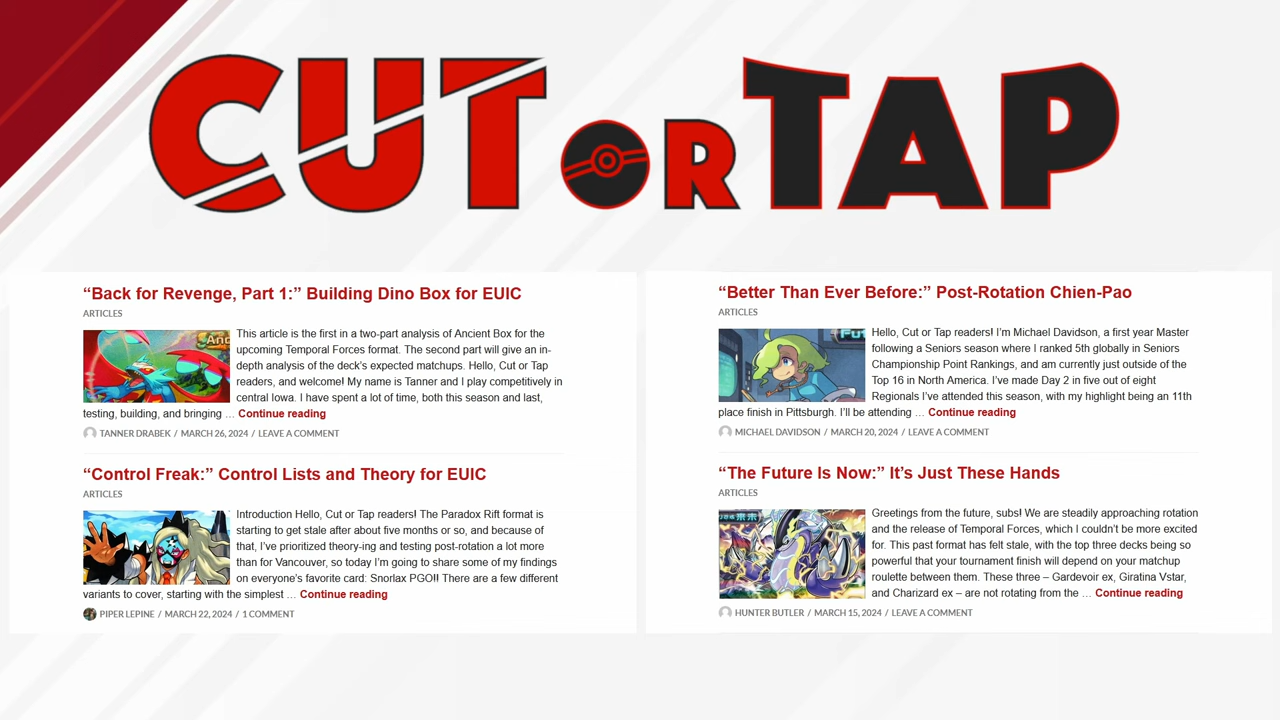 CUT OR TAP
“Back for Revenge, Part 1:” Building Dino Box for EUIC
ARTICLES
This article is the first in a two-part analysis of Ancient Box for the
upcoming Temporal Forces format. The second part will give an in-
depth analysis of the deck’s expected matchups. Hello, Cut or Tap
readers, and welcome! My name is Tanner and I play competitively in
central Iowa. I have spent a lot of time, both this season and last,
testing, building, and bringing … Continue reading
TANNER DRABEK / MARCH 26, 2024 / LEAVE A COMMENT
“Control Freak:” Control Lists and Theory for EUIC
ARTICLES
Introduction Hello, Cut or Tap readers! The Paradox Rift format is
starting to get stale after about five months or so, and because of
that, I’ve prioritized theory-ing and testing post-rotation a lot more
than for Vancouver, so today I’m going to share some of my findings
on everyone’s favorite card: Snorlax PGO!! There are a few different
variants to cover, starting with the simplest … Continue reading
PIPER LEPINE / MARCH 22, 2024 / 1 COMMENT
“Better Than Ever Before:” Post-Rotation Chien-Pao
ARTICLES
Hello, Cut or Tap readers! I’m Michael Davidson, a first year Master
following a Seniors season where I ranked 5th globally in Seniors
Championship Point Rankings, and am currently just outside of the
Top 16 in North America. I’ve made Day 2 in five out of eight
Regionals I’ve attended this season, with my highlight being an 11th
place finish in Pittsburgh. I’ll be attending … Continue reading
MICHAEL DAVIDSON / MARCH 20, 2024 / LEAVE A COMMENT
“The Future Is Now:” It’s Just These Hands
ARTICLES
未来
Greetings from the future, subs! We are steadily approaching rotation
and the release of Temporal Forces, which I couldn’t be more excited
for. This past format has felt stale, with the top three decks being so
powerful that your tournament finish will depend on your matchup
roulette between them. These three – Gardevoir ex, Giratina Vstar,
and Charizard ex – are not rotating from the … Continue reading
HUNTER BUTLER / MARCH 15, 2024 / LEAVE A COMMENT